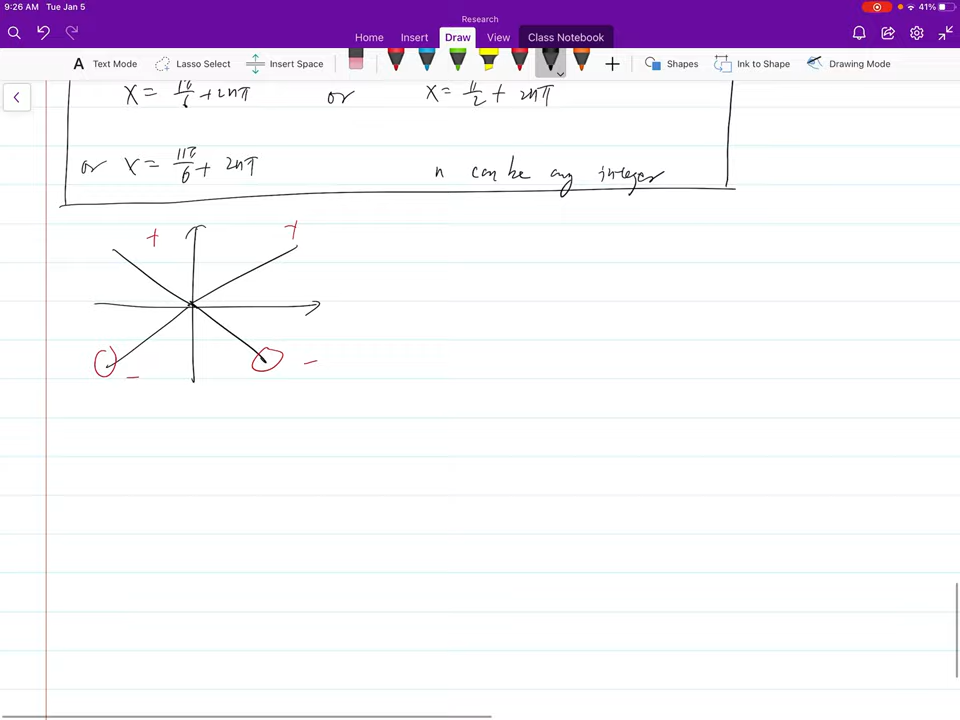 9:26 AM Tue Jan 5 41%
Research
Home Insert Draw View Class Notebook
Text Mode Lasso Select Insert Space Shapes Ink to Shape Drawing Mode
+ 2nπ or x = π/2 + 2nπ
or x = 11π/6 + 2nπ n can be any integer
+ +
− −